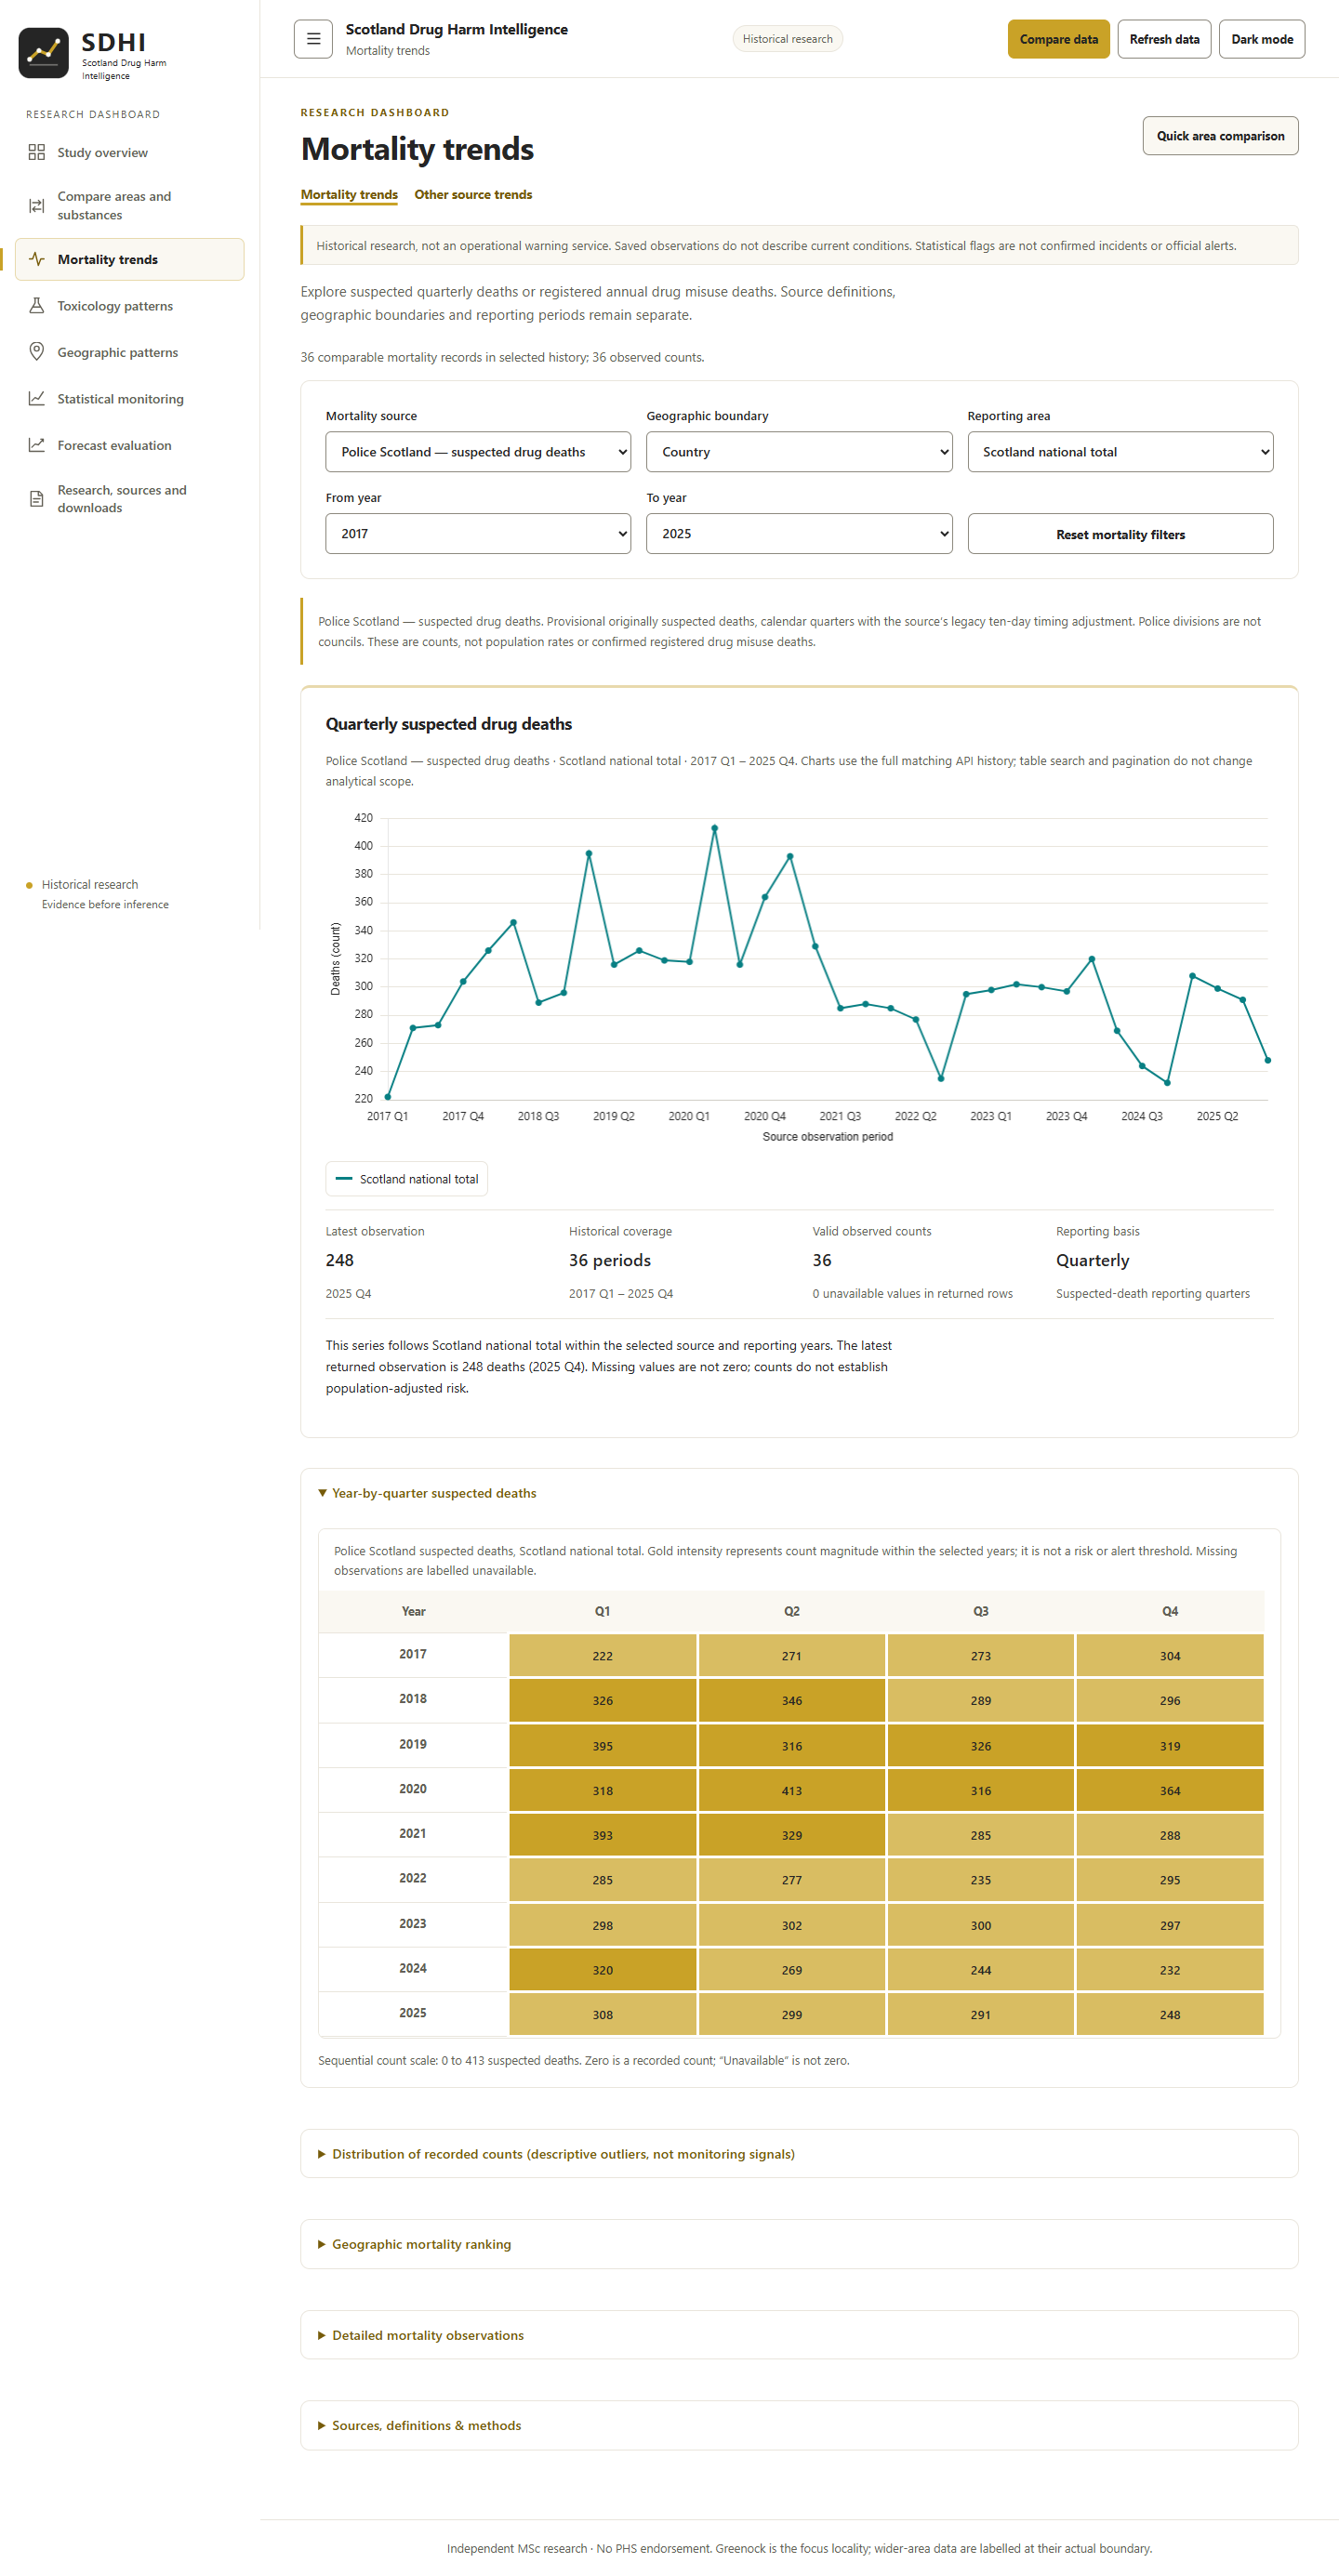 SDHI
Scotland Drug Harm
Intelligence
RESEARCH DASHBOARD
Study overview
Compare areas and
substances
Mortality trends
Toxicology patterns
Geographic patterns
Statistical monitoring
Forecast evaluation
Research, sources and
downloads
Historical research
Evidence before inference
Scotland Drug Harm Intelligence
Mortality trends
Historical research
Compare data
Refresh data
Dark mode
RESEARCH DASHBOARD
Mortality trends
Quick area comparison
Mortality trends Other source trends
Historical research, not an operational warning service. Saved observations do not describe current conditions. Statistical flags are not confirmed incidents or official alerts.
Explore suspected quarterly deaths or registered annual drug misuse deaths. Source definitions,
geographic boundaries and reporting periods remain separate.
36 comparable mortality records in selected history; 36 observed counts.
Mortality source Geographic boundary Reporting area
Police Scotland — suspected drug deaths Country Scotland national total
From year To year
2017 2025 Reset mortality filters
Police Scotland — suspected drug deaths. Provisional originally suspected deaths, calendar quarters with the source's legacy ten-day timing adjustment. Police divisions are not
councils. These are counts, not population rates or confirmed registered drug misuse deaths.
Quarterly suspected drug deaths
Police Scotland — suspected drug deaths · Scotland national total · 2017 Q1 – 2025 Q4. Charts use the full matching API history; table search and pagination do not change
analytical scope.
420
400
380
360
340
320
300
280
260
240
220
Deaths (count)
2017 Q1 2017 Q4 2018 Q3 2019 Q2 2020 Q1 2020 Q4 2021 Q3 2022 Q2 2023 Q1 2023 Q4 2024 Q3 2025 Q2
Source observation period
Scotland national total
Latest observation Historical coverage Valid observed counts Reporting basis
248 36 periods 36 Quarterly
2025 Q4 2017 Q1 – 2025 Q4 0 unavailable values in returned rows Suspected-death reporting quarters
This series follows Scotland national total within the selected source and reporting years. The latest
returned observation is 248 deaths (2025 Q4). Missing values are not zero; counts do not establish
population-adjusted risk.
Year-by-quarter suspected deaths
Police Scotland suspected deaths, Scotland national total. Gold intensity represents count magnitude within the selected years; it is not a risk or alert threshold. Missing
observations are labelled unavailable.
Year Q1 Q2 Q3 Q4
2017 222 271 273 304
2018 326 346 289 296
2019 395 316 326 319
2020 318 413 316 364
2021 393 329 285 288
2022 285 277 235 295
2023 298 302 300 297
2024 320 269 244 232
2025 308 299 291 248
Sequential count scale: 0 to 413 suspected deaths. Zero is a recorded count; “Unavailable” is not zero.
Distribution of recorded counts (descriptive outliers, not monitoring signals)
Geographic mortality ranking
Detailed mortality observations
Sources, definitions & methods
Independent MSc research · No PHS endorsement. Greenock is the focus locality; wider-area data are labelled at their actual boundary.